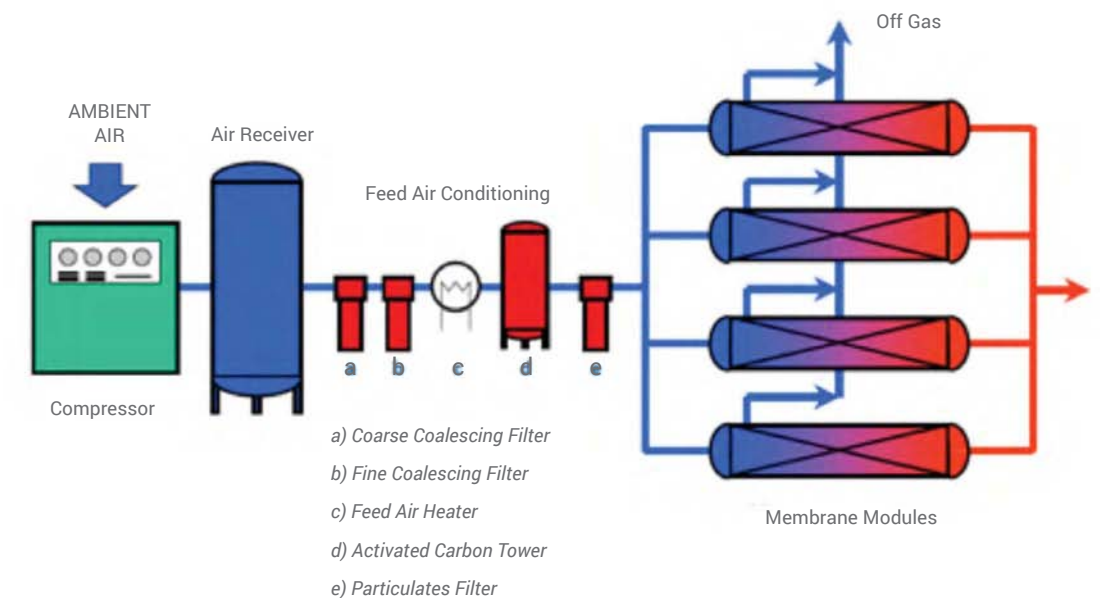 Off Gas
AMBIENT
AIR
Air Receiver
Feed Air Conditioning
a
b
c
d
e
Compressor
a) Coarse Coalescing Filter
b) Fine Coalescing Filter
c) Feed Air Heater
d) Activated Carbon Tower
e) Particulates Filter
Membrane Modules